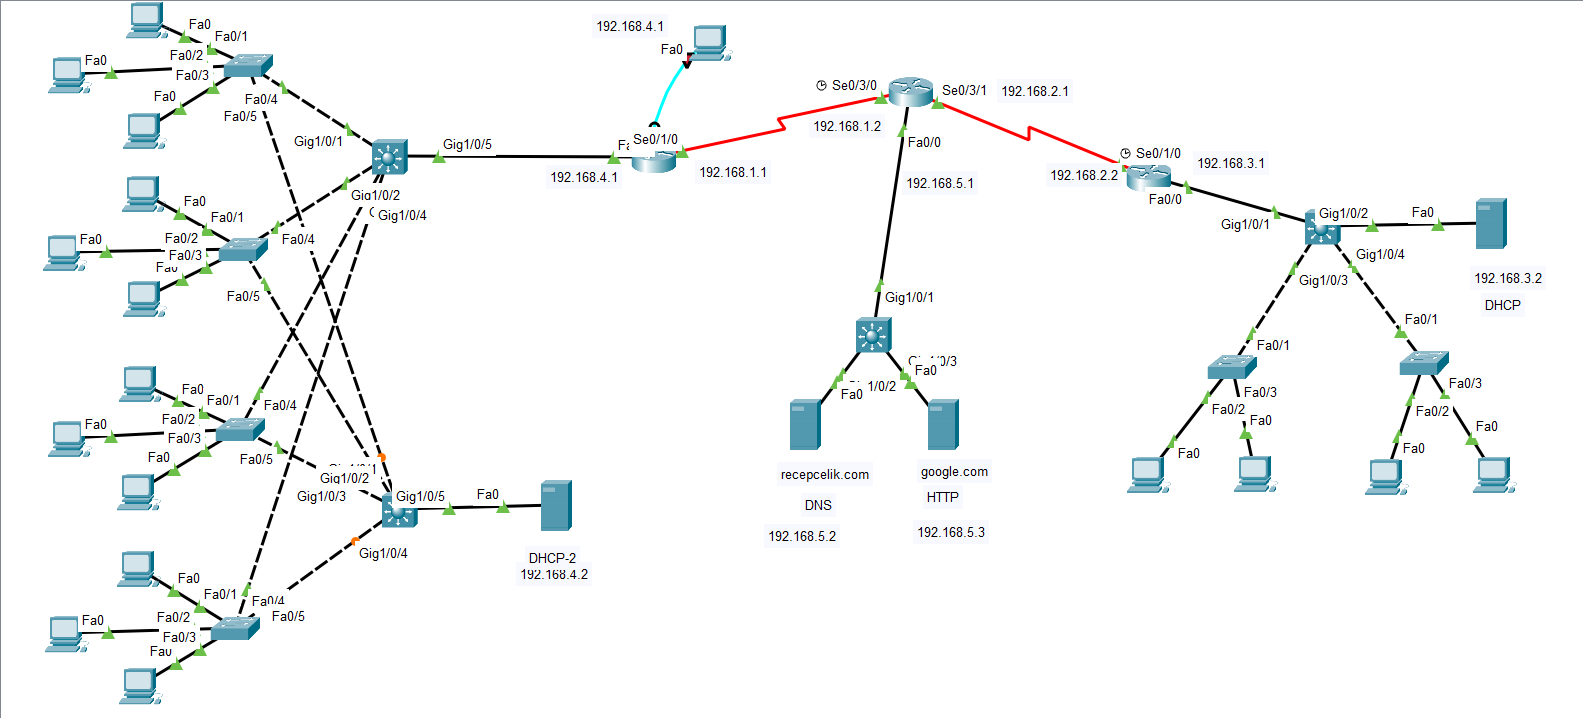 Fa0
Fa0/1
Fa0/2
Fa0
Fa0/3
Fa0
Fa0/4
Fa0/5
Gig1/0/1
Gig1/0/5
Gig1/0/2
Gig1/0/4
192.168.4.1
Fa0
192.168.4.1
Se0/1/0
192.168.1.1
Se0/3/0
192.168.1.2
Se0/3/1
192.168.2.1
Fa0/0
192.168.5.1
Se0/1/0
192.168.2.2
192.168.3.1
Fa0/0
Gig1/0/1
Gig1/0/2
Fa0
Gig1/0/4
Gig1/0/3
192.168.3.2
DHCP
Fa0
Fa0/1
Fa0
Fa0/2
Fa0/3
Fa0
Fa0/4
Fa0/5
Gig1/0/1
Fa0
Fa0
recepcelik.com
DNS
192.168.5.2
google.com
HTTP
192.168.5.3
Fa0/1
Fa0/3
Fa0/2
Fa0
Fa0
Fa0/1
Fa0/3
Fa0/2
Fa0
Fa0
Fa0
Fa0/1
Fa0/2
Fa0
Fa0/3
Fa0
Fa0/4
Fa0/5
Gig1/0/2
Gig1/0/3
Gig1/0/5
Fa0
Gig1/0/4
DHCP-2
192.168.4.2
Fa0
Fa0/1
Fa0/2
Fa0
Fa0/3
Fa0
Fa0/4
Fa0/5